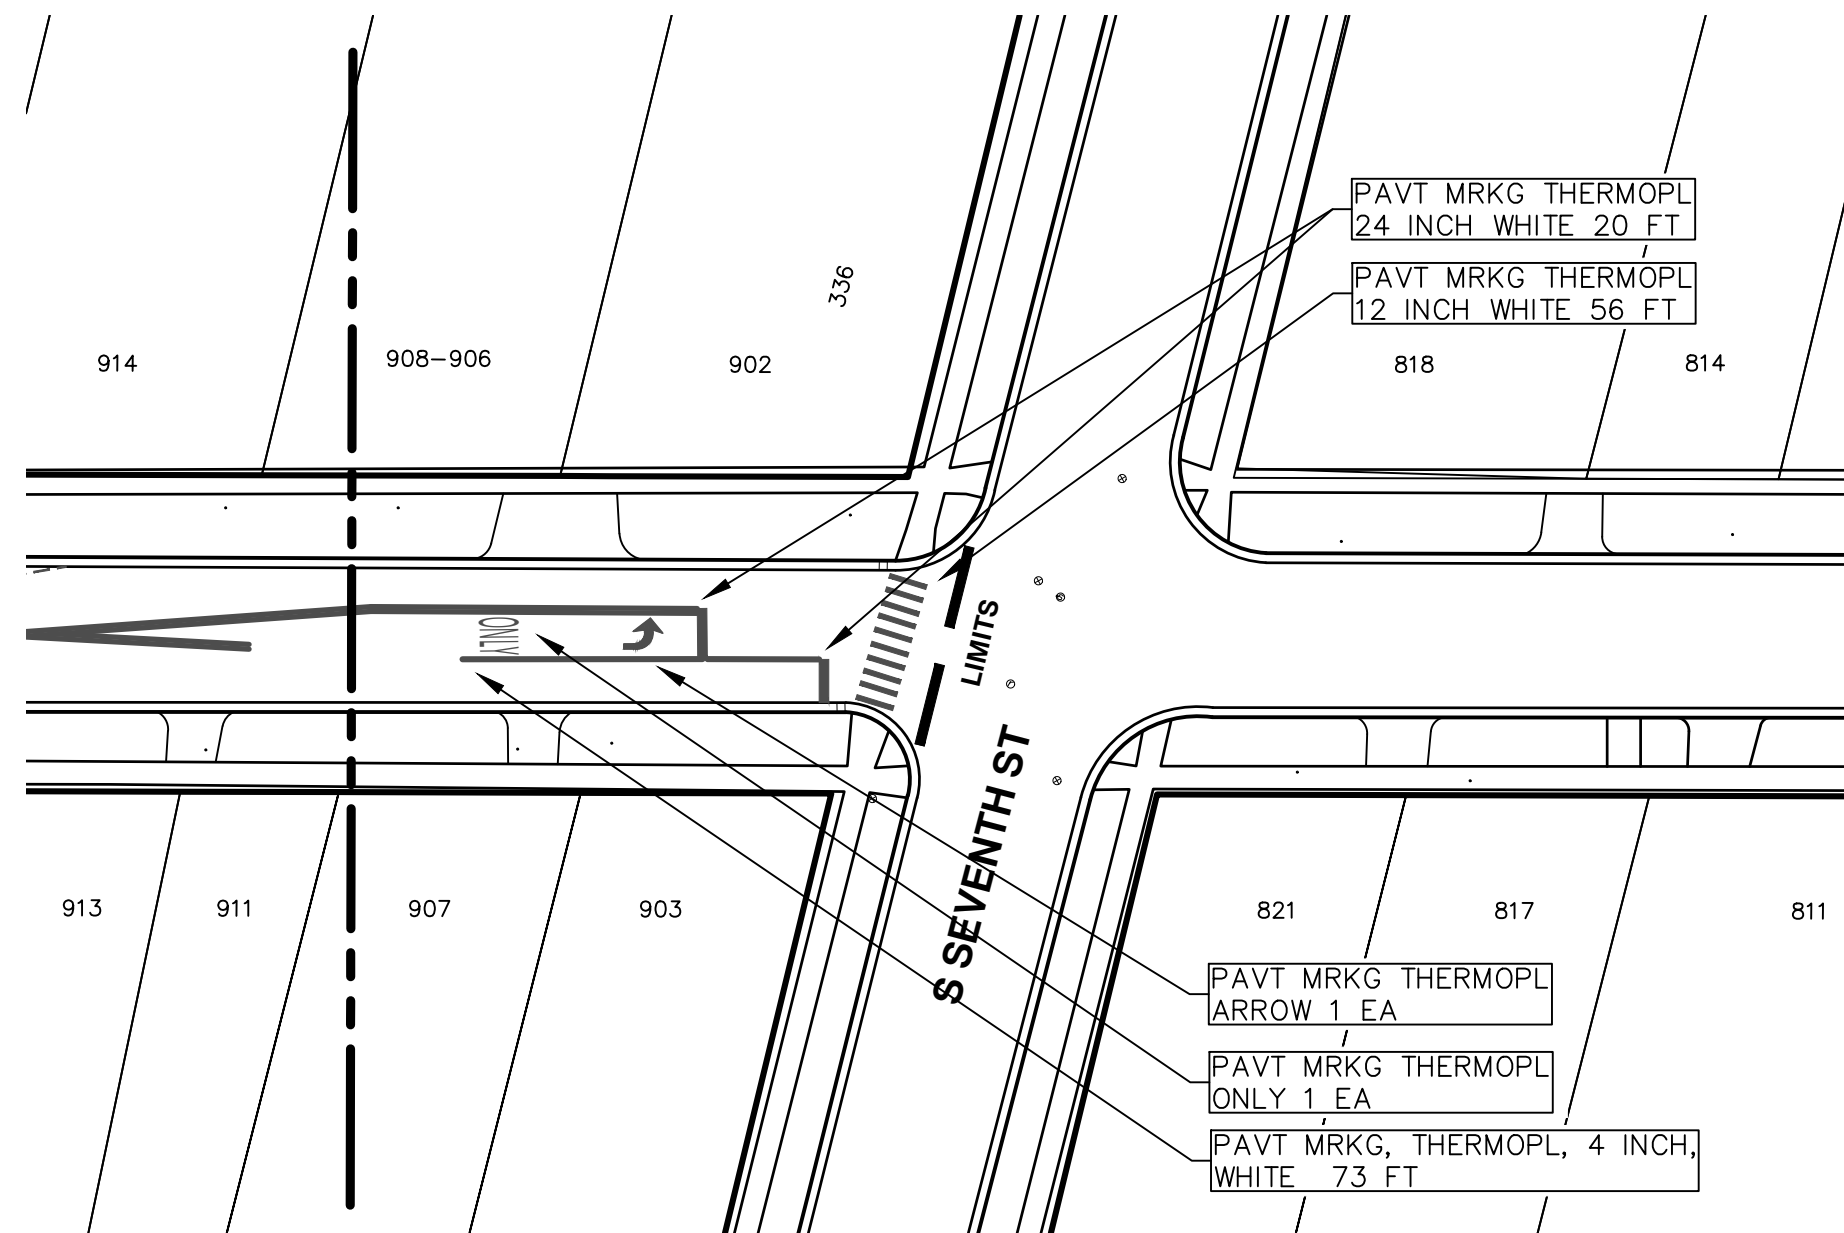 PAVT MRKG THERMOPL
24 INCH WHITE 20 FT
PAVT MRKG THERMOPL
12 INCH WHITE 56 FT
336
914
908-906
902
818
814
ONLY
LIMITS
S SEVENTH ST
913
911
907
903
821
817
811
PAVT MRKG THERMOPL
ARROW 1 EA
PAVT MRKG THERMOPL
ONLY 1 EA
PAVT MRKG, THERMOPL, 4 INCH,
WHITE 73 FT